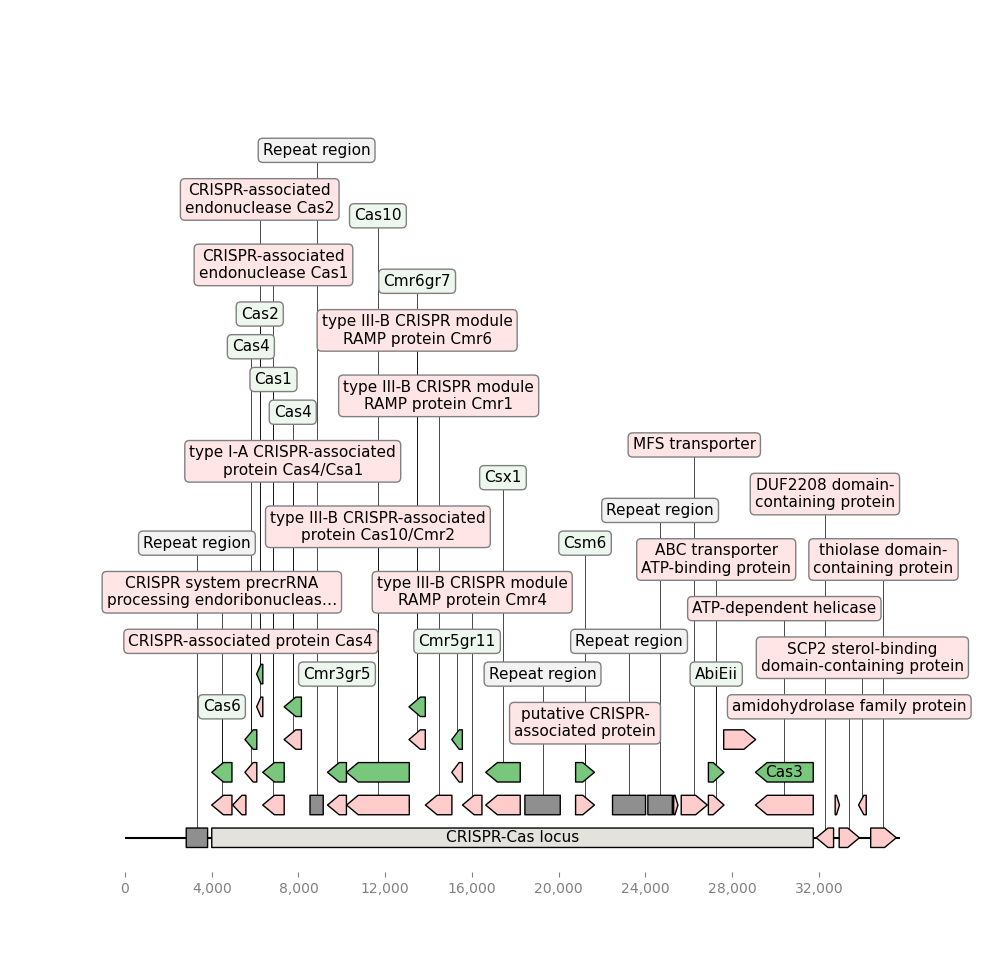 Repeat region
CRISPR-associated
endonuclease Cas2
Cas10
CRISPR-associated
endonuclease Cas1
Cmr6gr7
Cas2
type III-B CRISPR module
RAMP protein Cmr6
Cas4
Cas1
type III-B CRISPR module
RAMP protein Cmr1
Cas4
MFS transporter
type I-A CRISPR-associated
protein Cas4/Csa1
Csx1
DUF2208 domain-
containing protein
Repeat region
type III-B CRISPR-associated
protein Cas10/Cmr2
Repeat region
Csm6
ABC transporter
ATP-binding protein
thiolase domain-
containing protein
CRISPR system precrRNA
processing endoribonucleas...
type III-B CRISPR module
RAMP protein Cmr4
ATP-dependent helicase
CRISPR-associated protein Cas4
Cmr5gr11
Repeat region
SCP2 sterol-binding
domain-containing protein
Cmr3gr5
Repeat region
AbiEii
Cas6
putative CRISPR-
associated protein
amidohydrolase family protein
Cas3
CRISPR-Cas locus
0 4,000 8,000 12,000 16,000 20,000 24,000 28,000 32,000